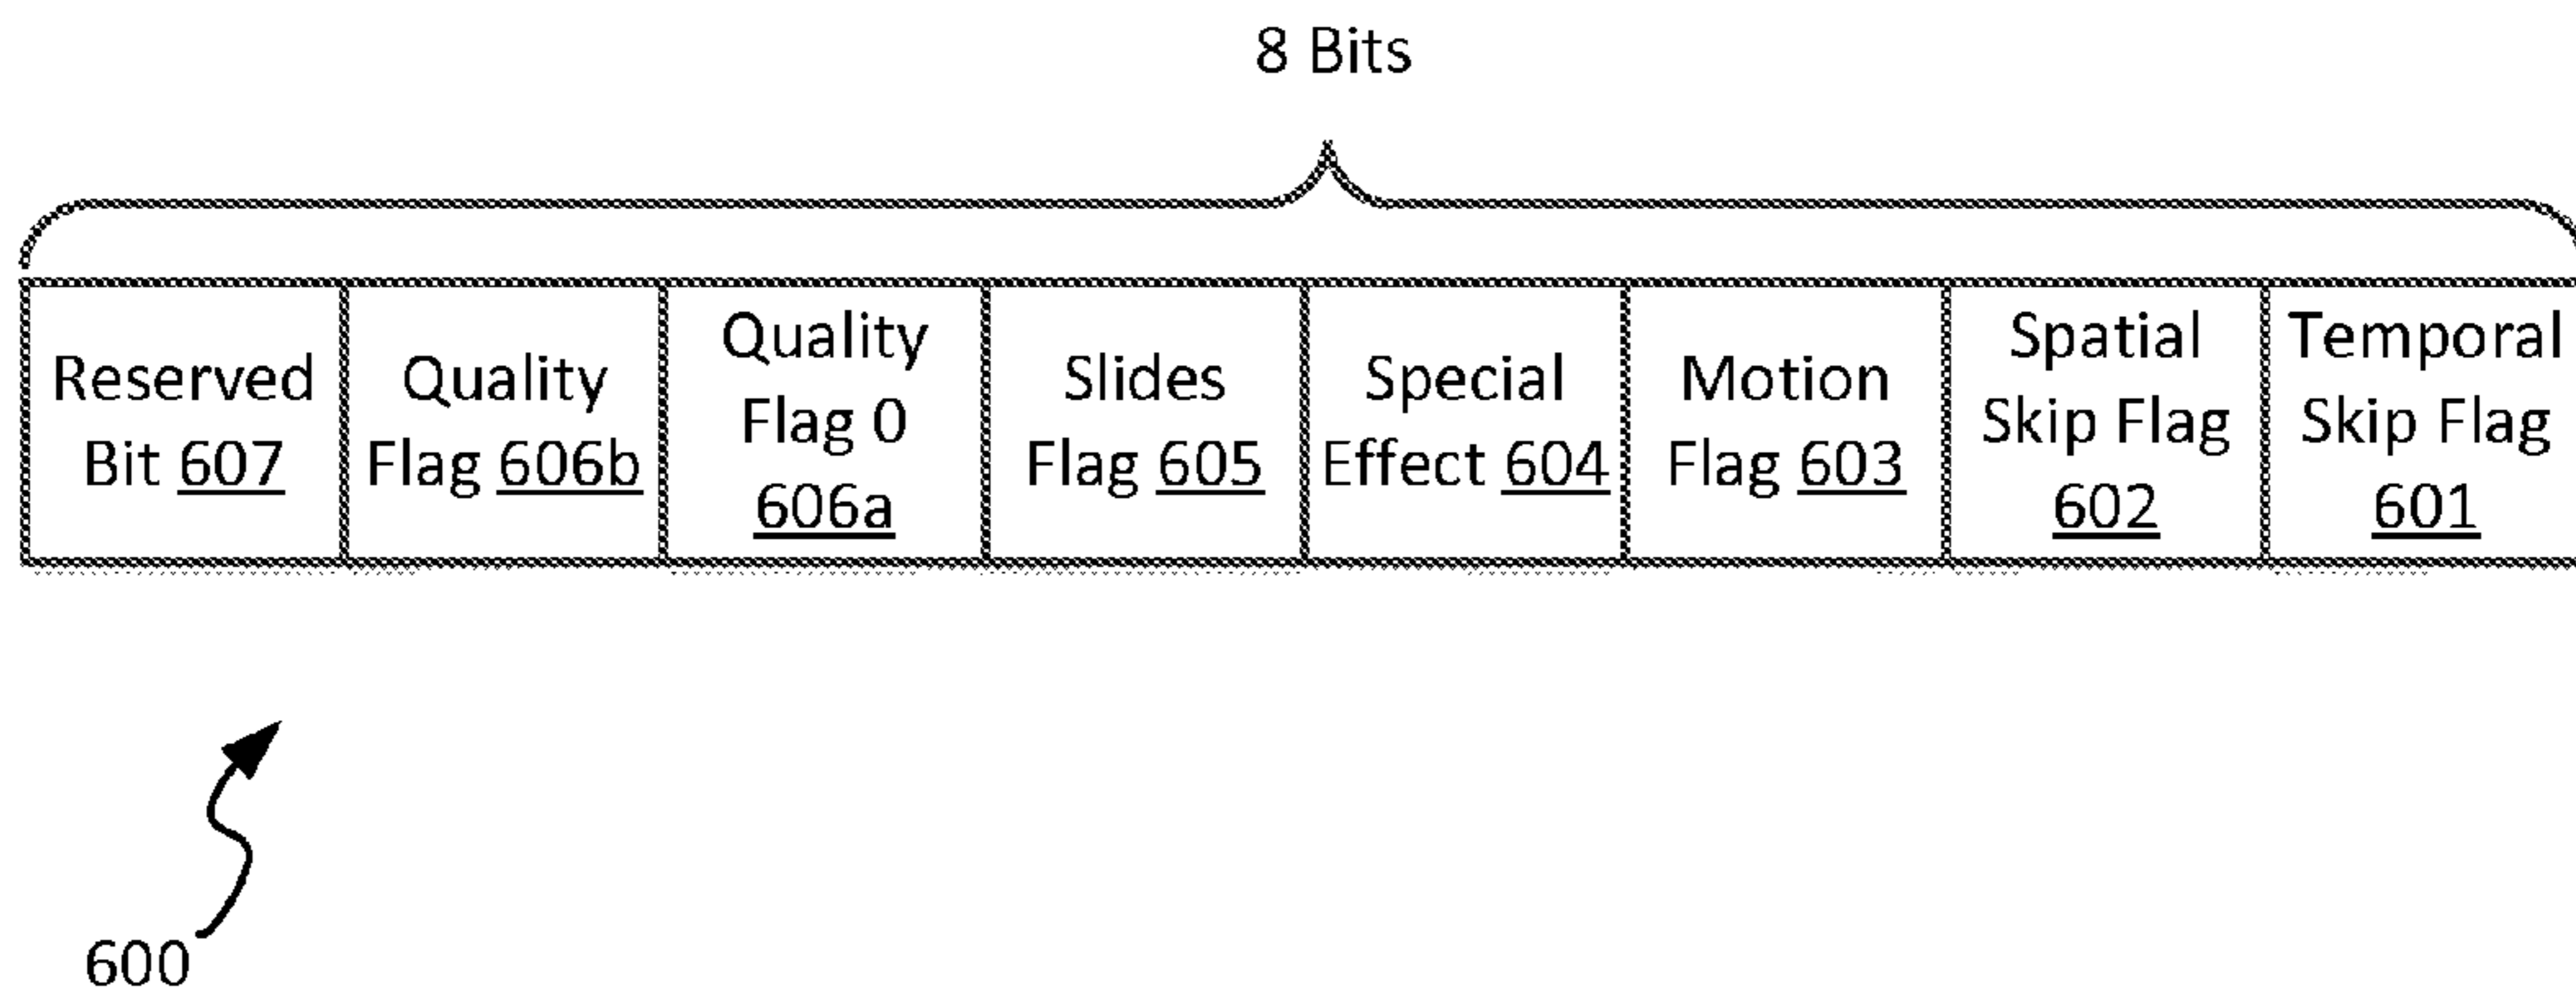 8 Bits
Reserved
Bit 607
Quality
Flag 606b
Quality
Flag 0
606a
Slides
Flag 605
Special
Effect 604
Motion
Flag 603
Spatial
Skip Flag
602
Temporal
Skip Flag
601
600